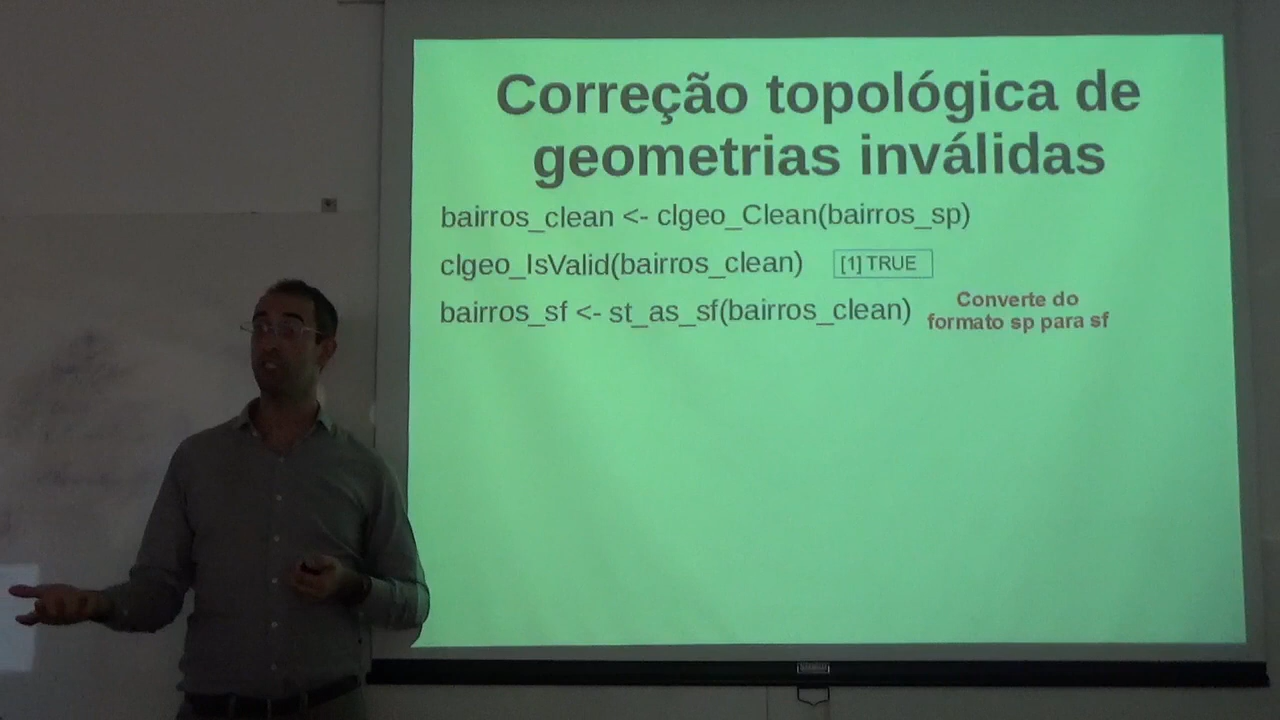 Correção topológica de
geometrias inválidas
bairros_clean <- clgeo_Clean(bairros_sp)
clgeo_IsValid(bairros_clean) [1] TRUE
bairros_sf <- st_as_sf(bairros_clean) Converte do
formato sp para sf